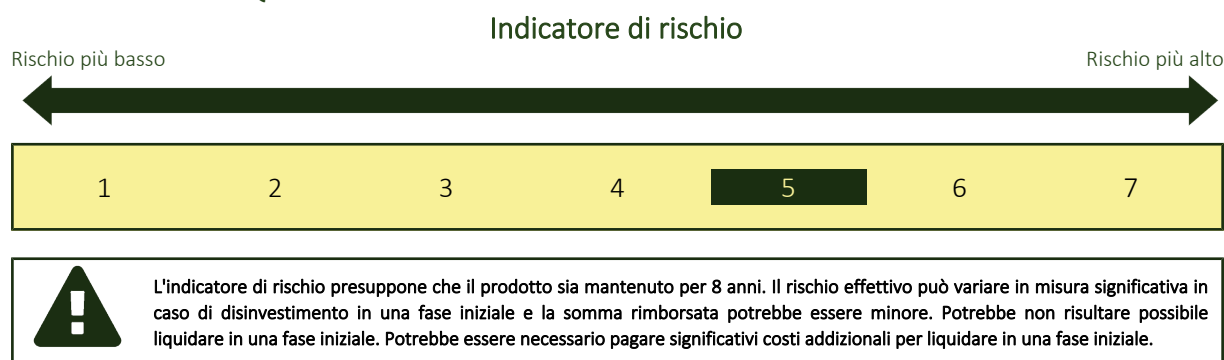 Indicatore di rischio
Rischio più basso
Rischio più alto
1 2 3 4 5 6 7
L'indicatore di rischio presuppone che il prodotto sia mantenuto per 8 anni. Il rischio effettivo può variare in misura significativa in
caso di disinvestimento in una fase iniziale e la somma rimborsata potrebbe essere minore. Potrebbe non risultare possibile
liquidare in una fase iniziale. Potrebbe essere necessario pagare significativi costi addizionali per liquidare in una fase iniziale.